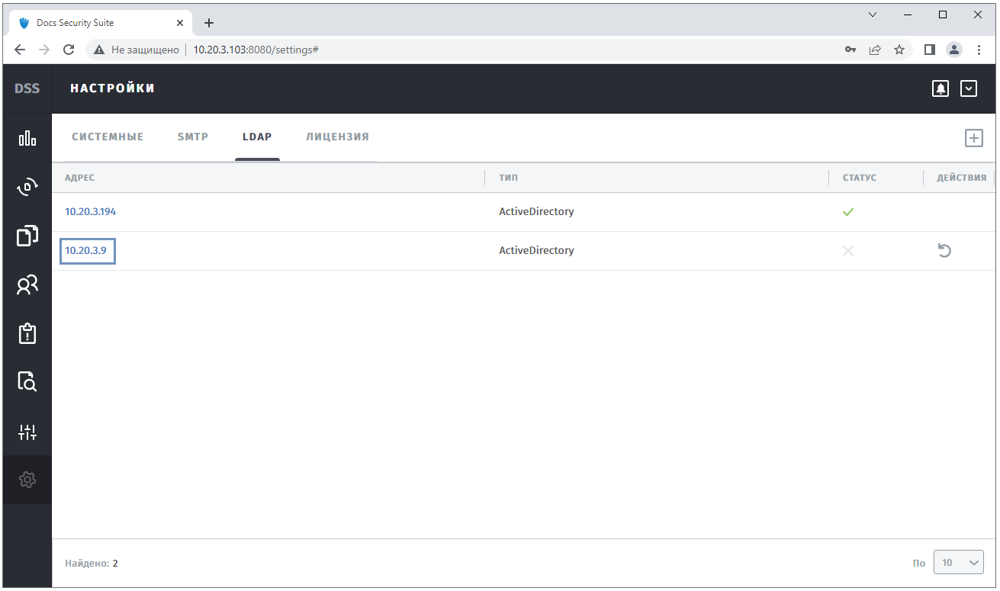 Docs Security Suite
Не защищено 10.20.3.103:8080/settings#
DSS НАСТРОЙКИ
СИСТЕМНЫЕ SMTP LDAP ЛИЦЕНЗИЯ
АДРЕС ТИП СТАТУС ДЕЙСТВИЯ
10.20.3.194 ActiveDirectory
10.20.3.9 ActiveDirectory
Найдено: 2 По 10